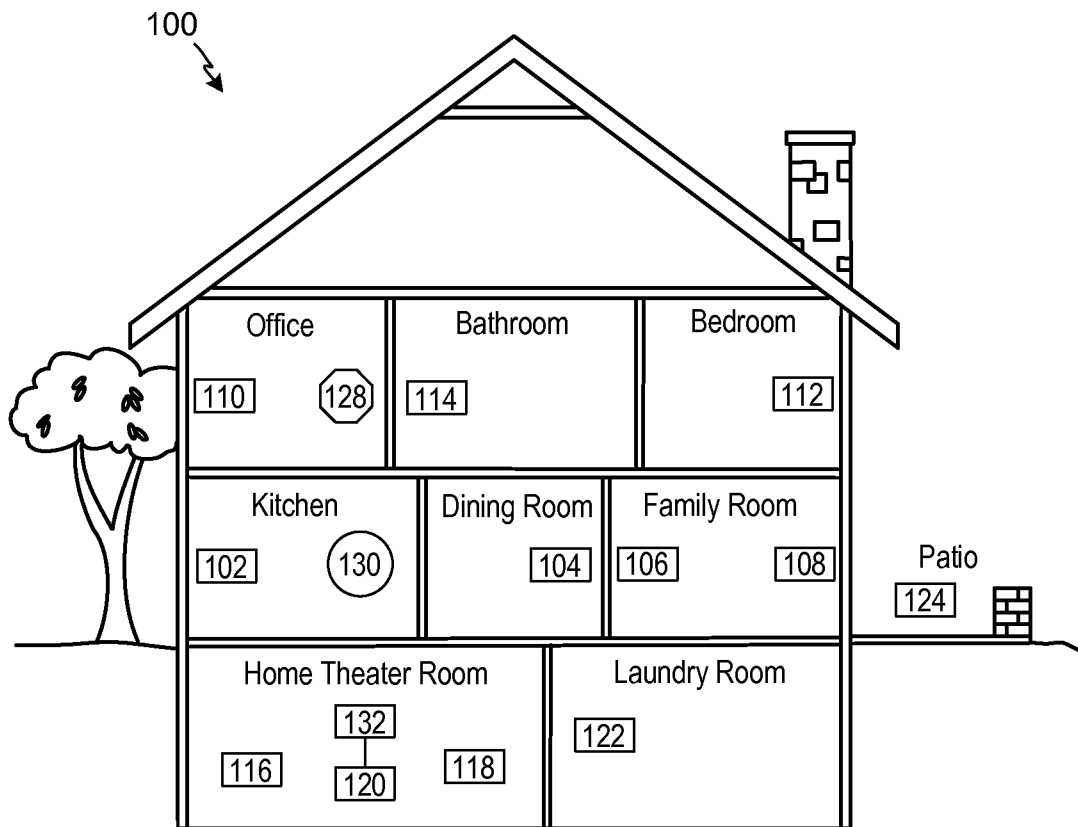 100
Office
Bathroom
Bedroom
110
128
114
112
Kitchen
Dining Room
Family Room
102
130
104
106
108
Patio
124
Home Theater Room
Laundry Room
132
122
116
120
118